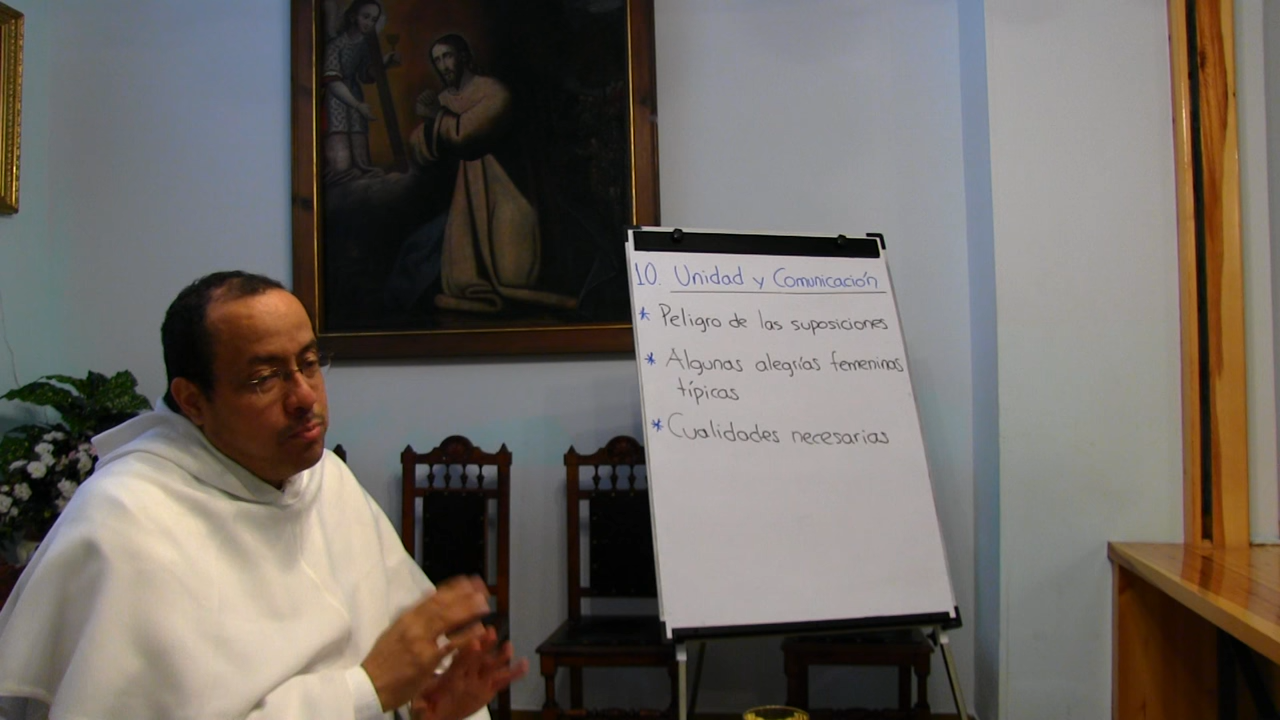 10. Unidad y Comunicación
* Peligro de las suposiciones
* Algunas alegrías femeninas
típicas
* Cualidades necesarias